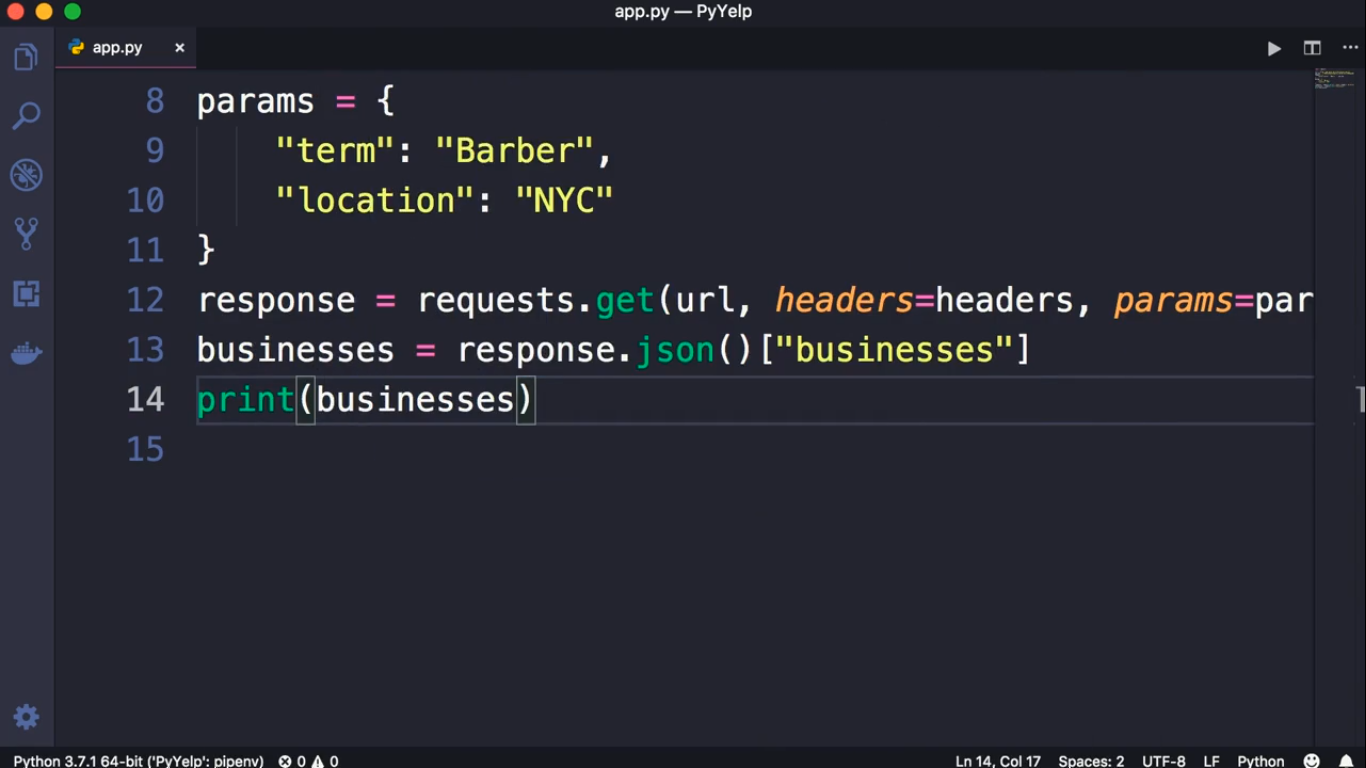 app.py — PyYelp
app.py ×
8 params = {
9 "term": "Barber",
10 "location": "NYC"
11 }
12 response = requests.get(url, headers=headers, params=par
13 businesses = response.json()["businesses"]
14 print(businesses)
15
Python 3.7.1 64-bit ('PyYelp': pipenv) 0 0 Ln 14, Col 17 Spaces: 2 UTF-8 LF Python